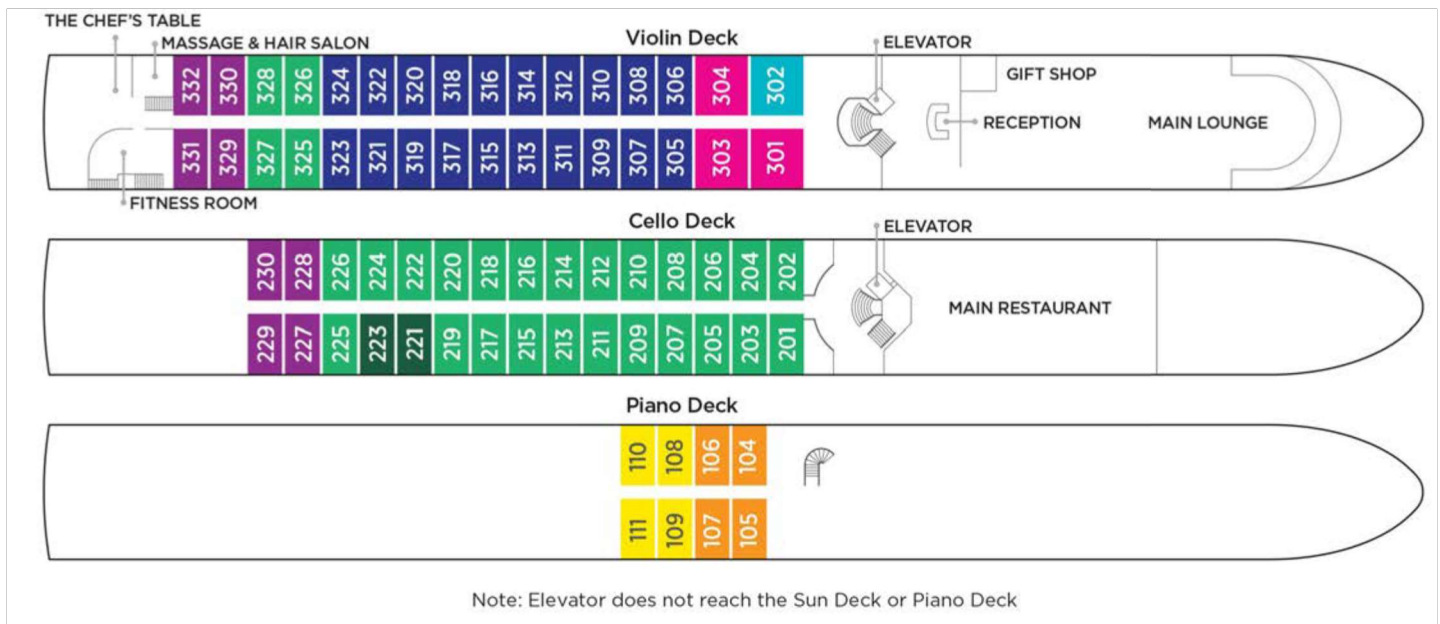 THE CHEF'S TABLE
MASSAGE & HAIR SALON
Violin Deck
ELEVATOR
332 330 328 326 324 322 320 318 316 314 312 310 308 306 304 302
GIFT SHOP
RECEPTION
MAIN LOUNGE
331 329 327 325 323 321 319 317 315 313 311 309 307 305 303 301
FITNESS ROOM
Cello Deck
ELEVATOR
230 228 226 224 222 220 218 216 214 212 210 208 206 204 202
MAIN RESTAURANT
229 227 225 223 221 219 217 215 213 211 209 207 205 203 201
Piano Deck
110 108 106 104
111 109 107 105
Note: Elevator does not reach the Sun Deck or Piano Deck